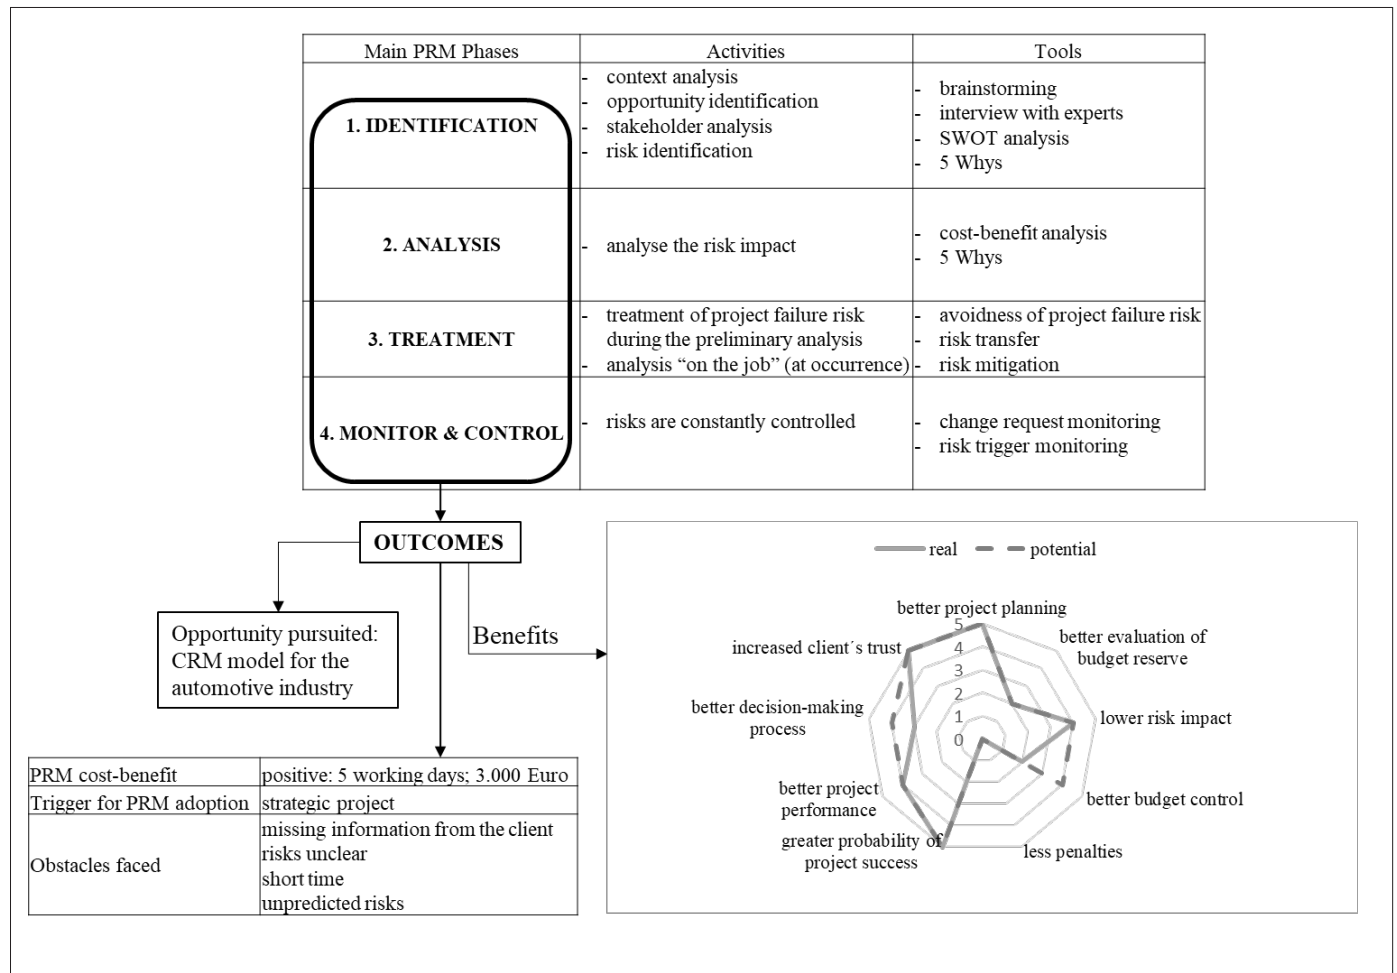 Main PRM Phases
Activities
Tools
1. IDENTIFICATION
- context analysis
- opportunity identification
- stakeholder analysis
- risk identification
- brainstorming
- interview with experts
- SWOT analysis
- 5 Whys
2. ANALYSIS
- analyse the risk impact
- cost-benefit analysis
- 5 Whys
3. TREATMENT
- treatment of project failure risk
during the preliminary analysis
- analysis “on the job” (at occurrence)
- avoidness of project failure risk
- risk transfer
- risk mitigation
4. MONITOR & CONTROL
- risks are constantly controlled
- change request monitoring
- risk trigger monitoring
OUTCOMES
Opportunity pursuited:
CRM model for the
automotive industry
Benefits
PRM cost-benefit
positive: 5 working days; 3.000 Euro
Trigger for PRM adoption
strategic project
Obstacles faced
missing information from the client
risks unclear
short time
unpredicted risks
real
potential
better project planning
better evaluation of
budget reserve
lower risk impact
better budget control
less penalties
greater probability of
project success
better project
performance
better decision-making
process
increased client´s trust
5
4
3
2
1
0